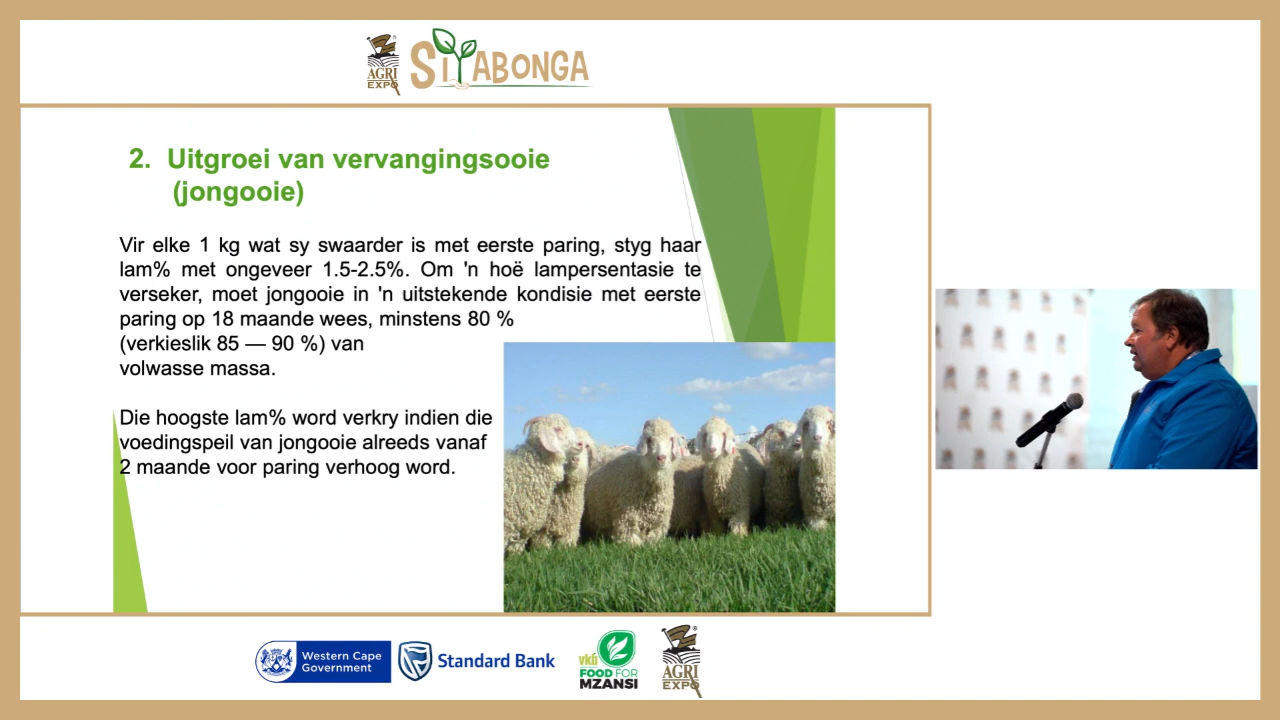 AGRI
EXPO
SIYABONGA
2. Uitgroei van vervangingsooie
(jongooie)
Vir elke 1 kg wat sy swaarder is met eerste paring, styg haar
lam% met ongeveer 1.5-2.5%. Om 'n hoë lampersentasie te
verseker, moet jongooie in 'n uitstekende kondisie met eerste
paring op 18 maande wees, minstens 80 %
(verkieslik 85 — 90 %) van
volwasse massa.
Die hoogste lam% word verkry indien die
voedingspeil van jongooie alreeds vanaf
2 maande voor paring verhoog word.
Western Cape
Government
Standard Bank
vkb
FOOD FOR
MZANSI
AGRI
EXPO